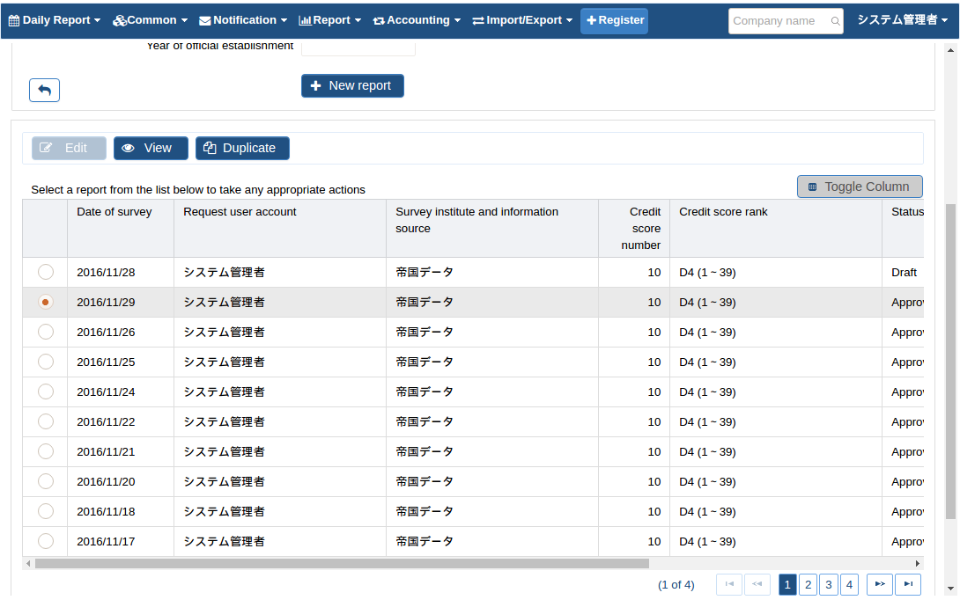 Daily Report Common Notification Report Accounting Import/Export Register Company name システム管理者
Year of official establishment
New report
Edit View Duplicate
Select a report from the list below to take any appropriate actions
Toggle Column
Date of survey Request user account Survey institute and information source Credit score number Credit score rank Status
2016/11/28 システム管理者 帝国データ 10 D4 (1 ~ 39) Draft
2016/11/29 システム管理者 帝国データ 10 D4 (1 ~ 39) Approv
2016/11/26 システム管理者 帝国データ 10 D4 (1 ~ 39) Approv
2016/11/25 システム管理者 帝国データ 10 D4 (1 ~ 39) Approv
2016/11/24 システム管理者 帝国データ 10 D4 (1 ~ 39) Approv
2016/11/22 システム管理者 帝国データ 10 D4 (1 ~ 39) Approv
2016/11/21 システム管理者 帝国データ 10 D4 (1 ~ 39) Approv
2016/11/20 システム管理者 帝国データ 10 D4 (1 ~ 39) Approv
2016/11/18 システム管理者 帝国データ 10 D4 (1 ~ 39) Approv
2016/11/17 システム管理者 帝国データ 10 D4 (1 ~ 39) Approv
(1 of 4) 1 2 3 4